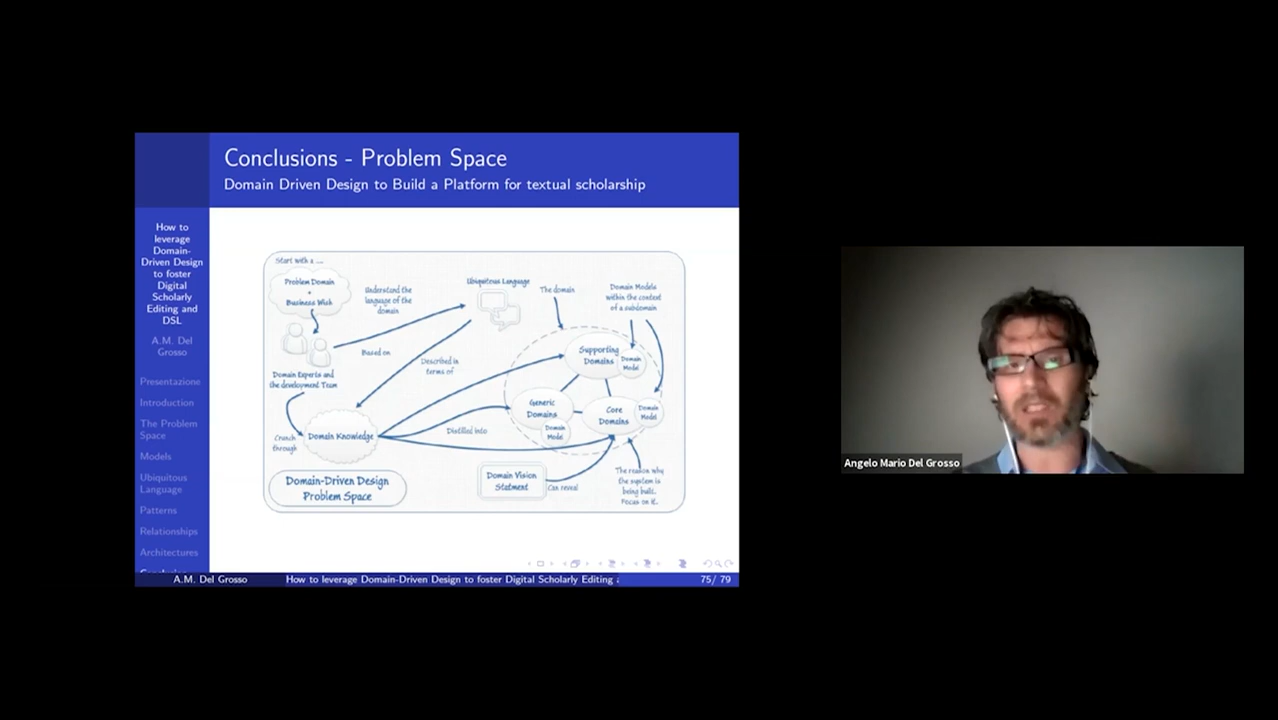 Conclusions - Problem Space
Domain Driven Design to Build a Platform for textual scholarship
How to
leverage
Domain-
Driven Design
to foster
Digital
Scholarly
Editing and
DSL
A.M. Del
Grosso
Presentazione
Introduction
The Problem
Space
Models
Ubiquitous
Language
Patterns
Relationships
Architectures
Start with a ....
Problem Domain
+
Business Wish
Domain Experts and
the development Team
Crunch
through
Domain Knowledge
Understand the
language of the
domain
Based on
Ubiquitous Language
Described in
terms of
Distilled into
The domain
Domain Models
within the context
of a subdomain
Supporting
Domains
Domain
Model
Generic
Domains
Domain
Model
Core
Domains
Domain
Model
Domain Vision
Statment
Can reveal
The reason why
the system is
being built.
Focus on it.
Domain-Driven Design
Problem Space
A.M. Del Grosso
How to leverage Domain-Driven Design to foster Digital Scholarly Editing a
75/ 79
Angelo Mario Del Grosso